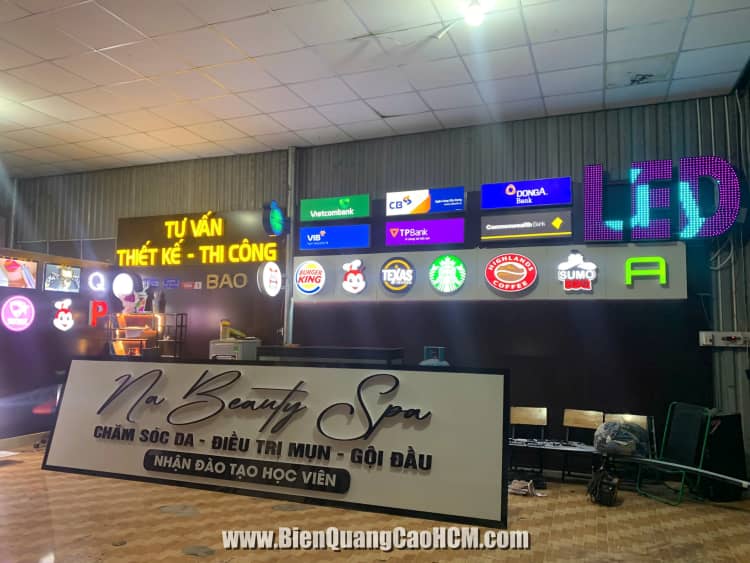 TƯ VẤN
THIẾT KẾ - THI CÔNG
BAO
Q
P
Vietcombank
CB
DONGA Bank
VIB
TPBank
CommonwealthBank
LED
BURGER KING
TEXAS
HIGHLANDS COFFEE
SUMO BBQ
A
Na Beauty Spa
CHĂM SÓC DA - ĐIỀU TRỊ MỤN - GỘI ĐẦU
NHẬN ĐÀO TẠO HỌC VIÊN
www.BienQuangCaoHCM.com